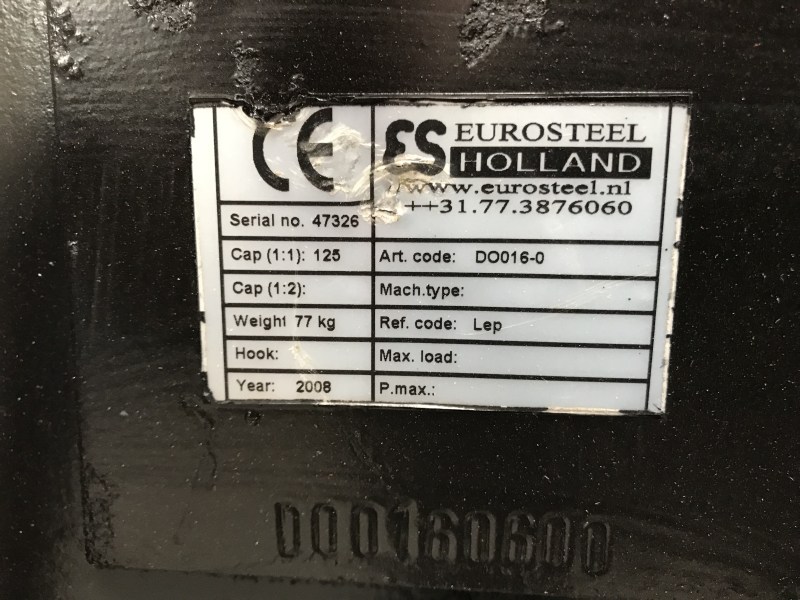 CE
ES EUROSTEEL
HOLLAND
www.eurosteel.nl
++31.77.3876060
Serial no. 47326
Cap (1:1): 125
Art. code: DO016-0
Cap (1:2):
Mach.type:
Weight 77 kg
Ref. code: Lep
Hook:
Max. load:
Year: 2008
P.max.:
DO0160600